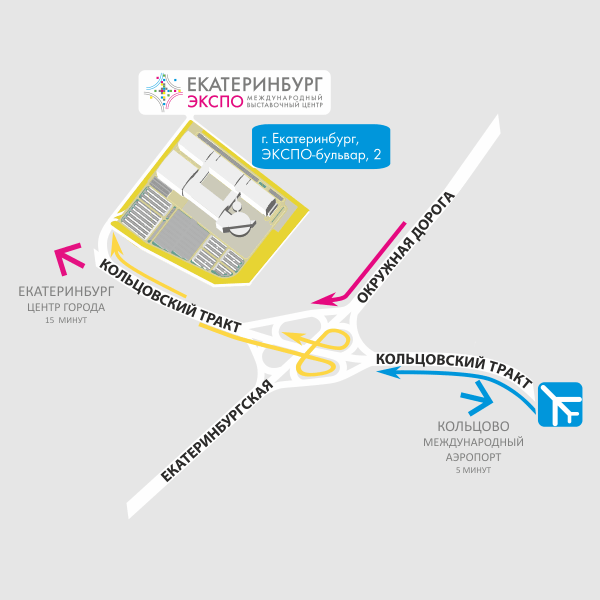 ЕКАТЕРИНБУРГ
ЭКСПО
МЕЖДУНАРОДНЫЙ
ВЫСТАВОЧНЫЙ ЦЕНТР
г. Екатеринбург,
ЭКСПО-бульвар, 2
ОКРУЖНАЯ ДОРОГА
ЕКАТЕРИНБУРГ
ЦЕНТР ГОРОДА
15 МИНУТ
КОЛЬЦОВСКИЙ ТРАКТ
КОЛЬЦОВСКИЙ ТРАКТ
ЕКАТЕРИНБУРГСКАЯ
КОЛЬЦОВО
МЕЖДУНАРОДНЫЙ
АЭРОПОРТ
5 МИНУТ